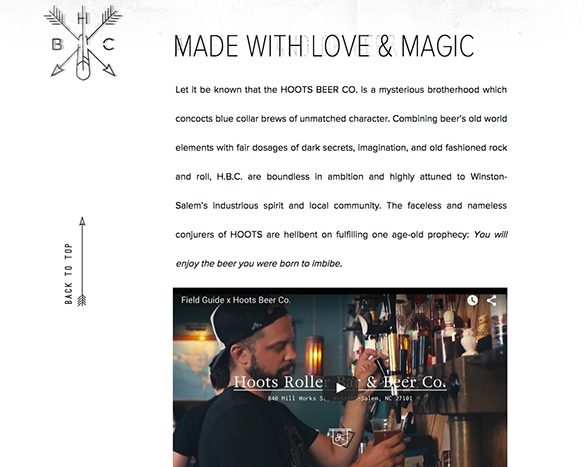 H
B C
MADE WITH LOVE & MAGIC
Let it be known that the HOOTS BEER CO. is a mysterious brotherhood which
concocts blue collar brews of unmatched character. Combining beer's old world
elements with fair dosages of dark secrets, imagination, and old fashioned rock
and roll, H.B.C. are boundless in ambition and highly attuned to Winston-
Salem's industrious spirit and local community. The faceless and nameless
conjurers of HOOTS are hellbent on fulfilling one age-old prophecy: You will
enjoy the beer you were born to imbibe.
BACK TO TOP
Field Guide x Hoots Beer Co.
Hoots Roller & Beer Co.
840 Mill Works Salem, NC 27101